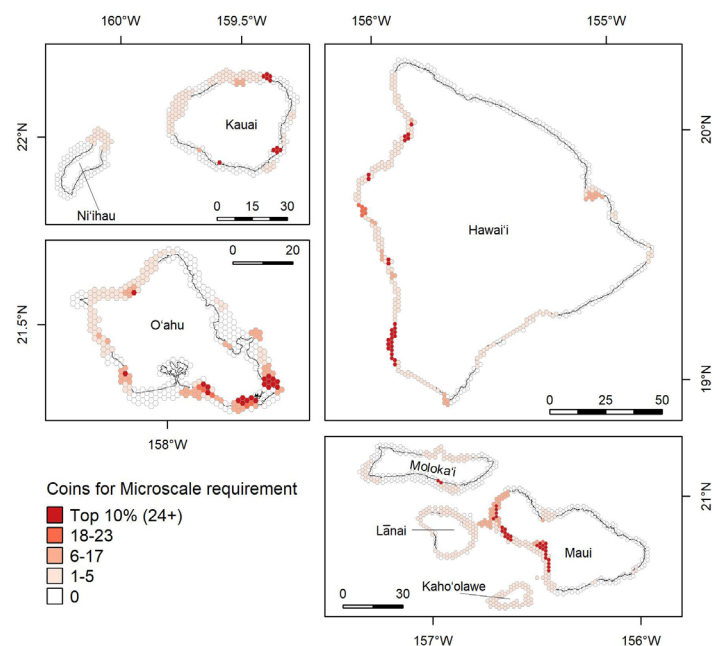 160°W
159.5°W
156°W
155°W
22°N
Kauai
Ni‘ihau
0 15 30
20°N
Hawai‘i
0 20
21.5°N
O‘ahu
158°W
19°N
0 25 50
Coins for Microscale requirement
Top 10% (24+)
18-23
6-17
1-5
0
Moloka‘i
21°N
Lānai
Maui
Kaho‘olawe
0 30
157°W
156°W